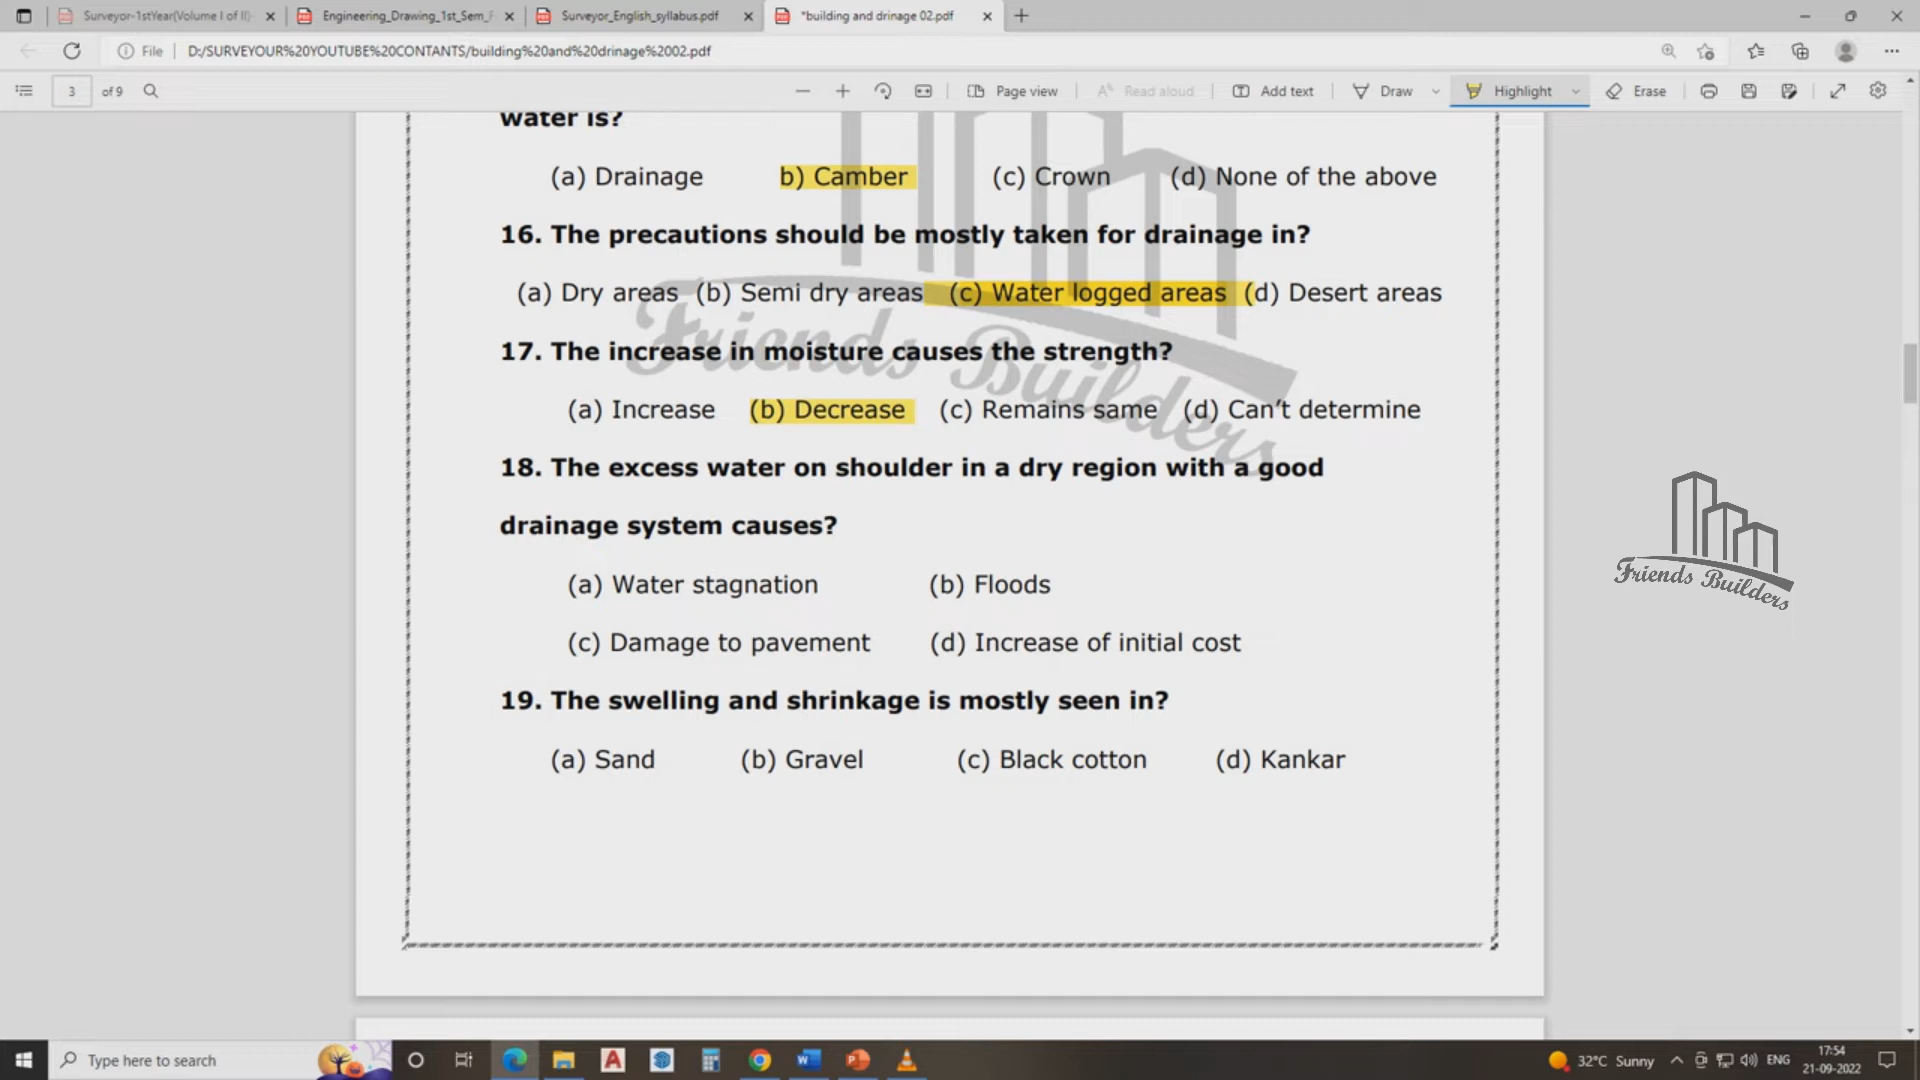 Surveyor-1stYear(Volume I of II)-
Engineering_Drawing_1st_Sem_F
Surveyor_English_syllabus.pdf
*building and drinage 02.pdf
File
D:/SURVEYOUR%20YOUTUBE%20CONTANTS/building%20and%20drinage%2002.pdf
3 of 9
Page view
Read aloud
Add text
Draw
Highlight
Erase
water is?
(a) Drainage b) Camber (c) Crown (d) None of the above
16. The precautions should be mostly taken for drainage in?
(a) Dry areas (b) Semi dry areas (c) Water logged areas (d) Desert areas
17. The increase in moisture causes the strength?
(a) Increase (b) Decrease (c) Remains same (d) Can't determine
18. The excess water on shoulder in a dry region with a good
drainage system causes?
(a) Water stagnation (b) Floods
(c) Damage to pavement (d) Increase of initial cost
19. The swelling and shrinkage is mostly seen in?
(a) Sand (b) Gravel (c) Black cotton (d) Kankar
Friends Builders
Friends Builders
Type here to search
32°C Sunny
ENG
17:54
21-09-2022